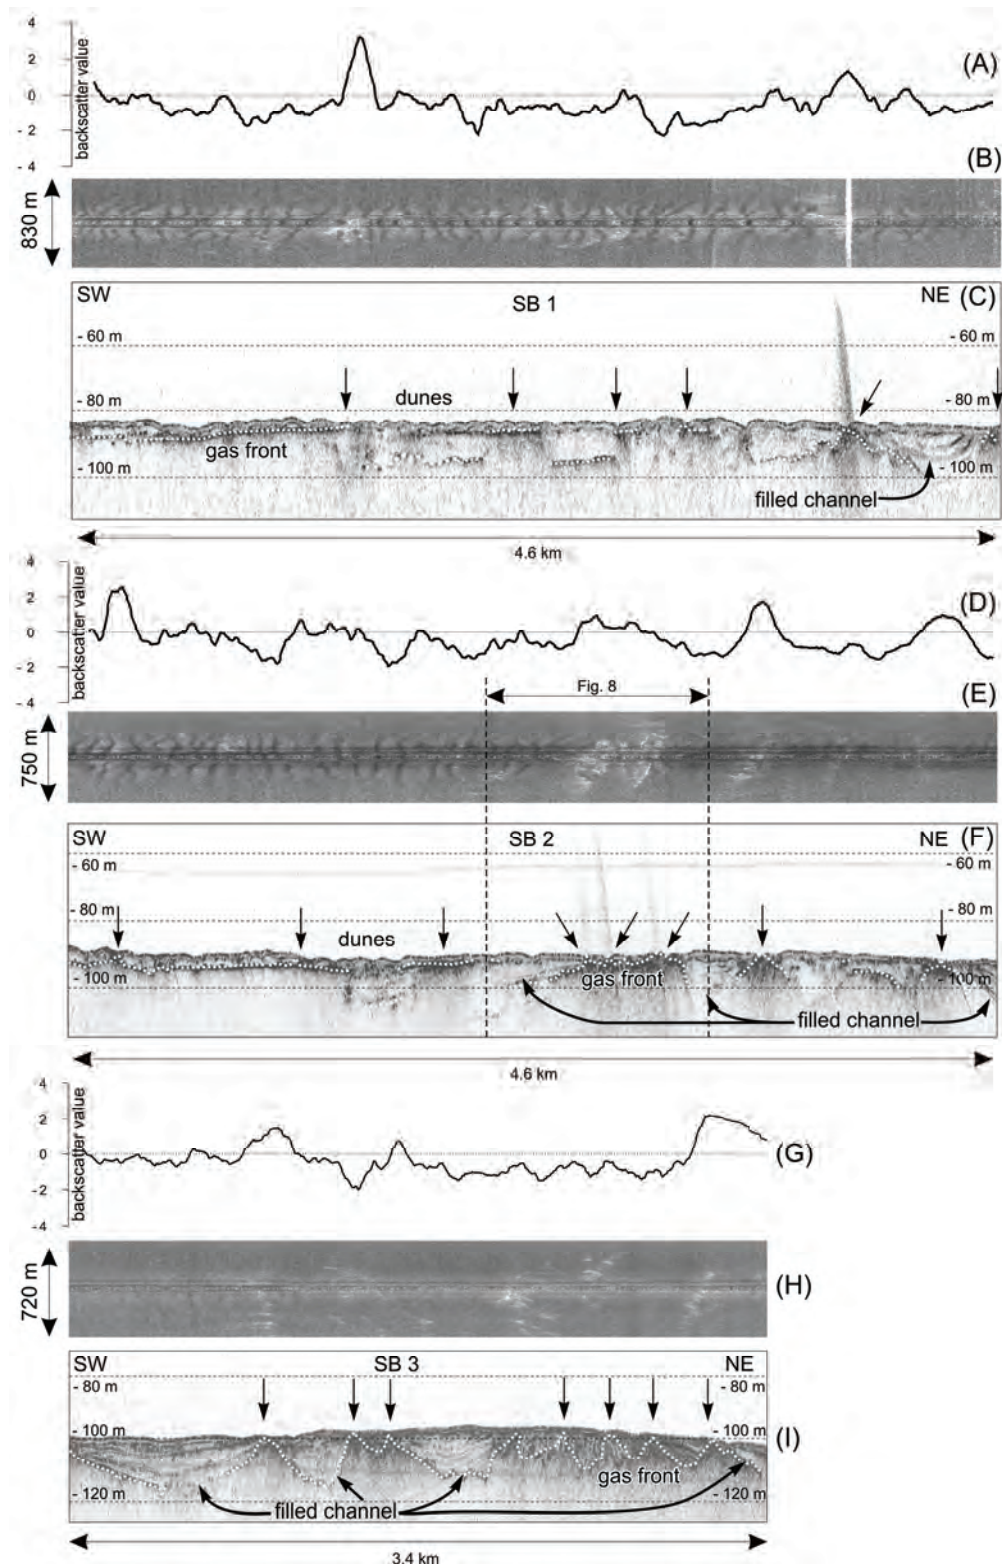 4
2
0
- 2
- 4
backscatter value
(A)
(B)
830 m
SW
SB 1
NE
(C)
- 60 m
- 60 m
- 80 m
dunes
- 80 m
gas front
- 100 m
- 100 m
filled channel
4.6 km
4
2
0
- 2
- 4
backscatter value
(D)
Fig. 8
(E)
750 m
SW
SB 2
NE
(F)
- 60 m
- 60 m
- 80 m
- 80 m
dunes
gas front
- 100 m
- 100 m
filled channel
4.6 km
4
2
0
- 2
- 4
backscatter value
(G)
720 m
(H)
SW
SB 3
NE
- 80 m
- 80 m
- 100 m
- 100 m
(I)
gas front
- 120 m
- 120 m
filled channel
3.4 km